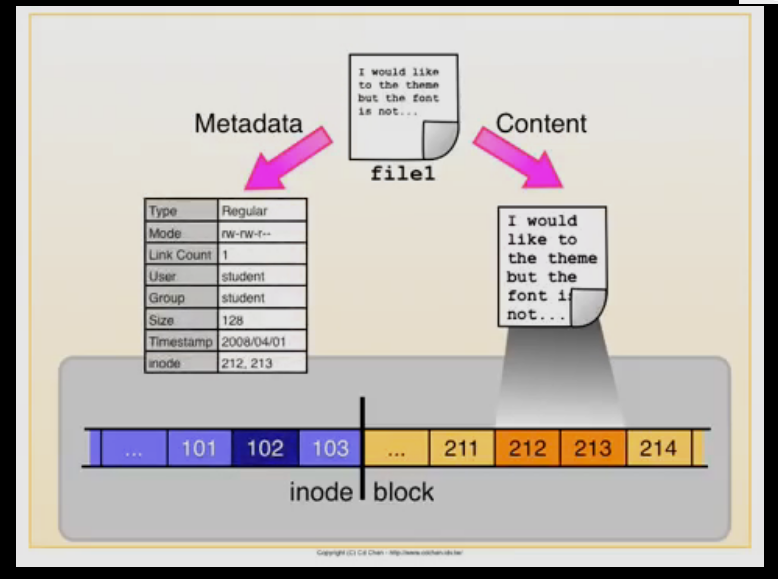 I would like
to the theme
but the font
is not...
file1
Metadata
Content
Type Regular
Mode rw-rw-r--
Link Count 1
User student
Group student
Size 128
Timestamp 2008/04/01
inode 212, 213
I would
like to
the theme
but the
font is
not...
... 101 102 103 ... 211 212 213 214
inode block
Copyright (C) Cd Chen - http://www.cdchen.idv.tw/